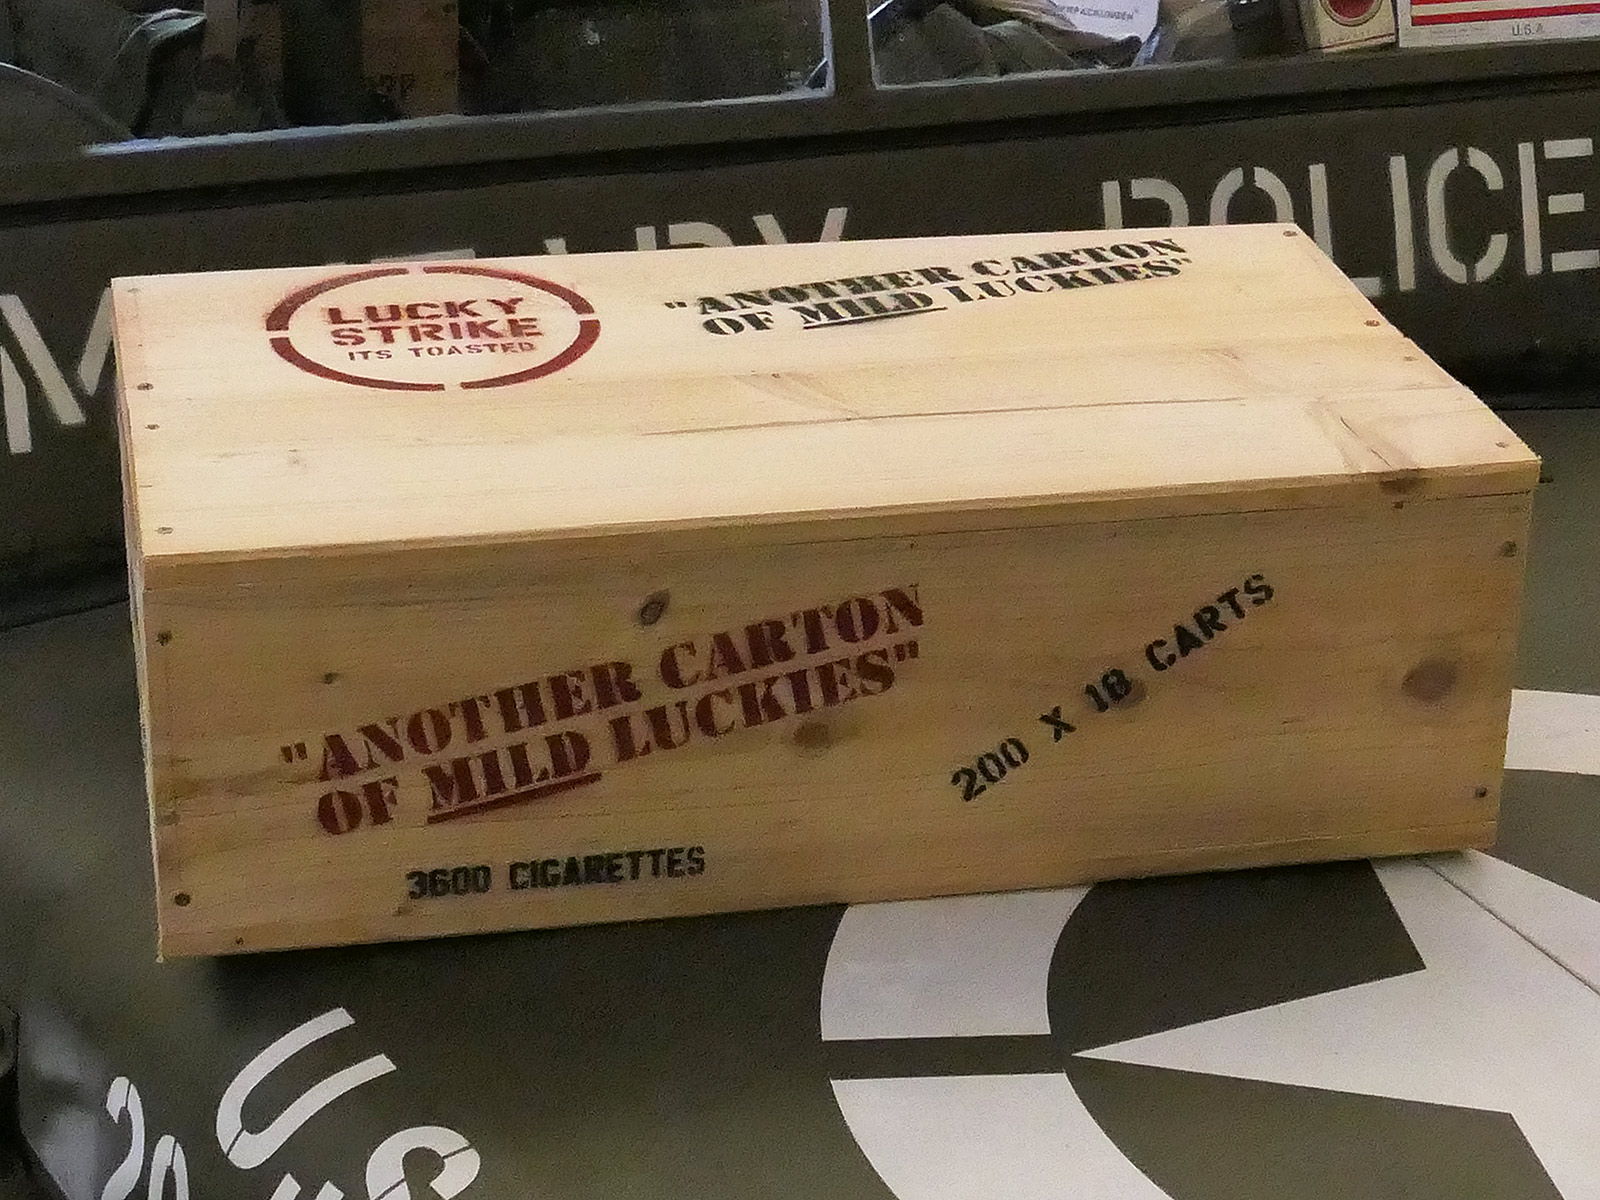 U.S.A
POLICE
LUCKY
STRIKE
ITS TOASTED
"ANOTHER CARTON
OF MILD LUCKIES"
"ANOTHER CARTON
OF MILD LUCKIES"
200 X 18 CARTS
3600 CIGARETTES